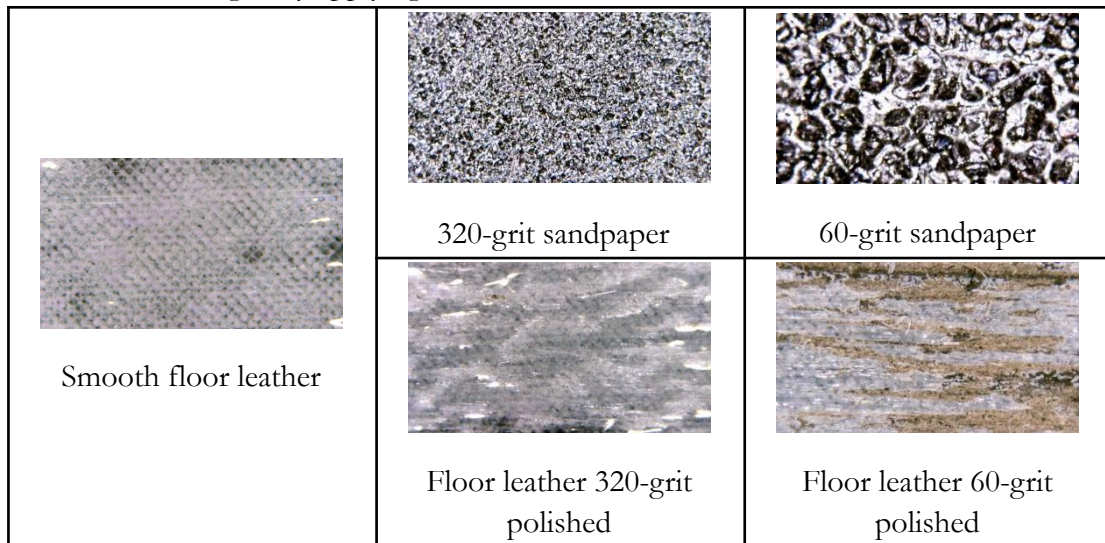 Smooth floor leather
320-grit sandpaper
60-grit sandpaper
Floor leather 320-grit
polished
Floor leather 60-grit
polished